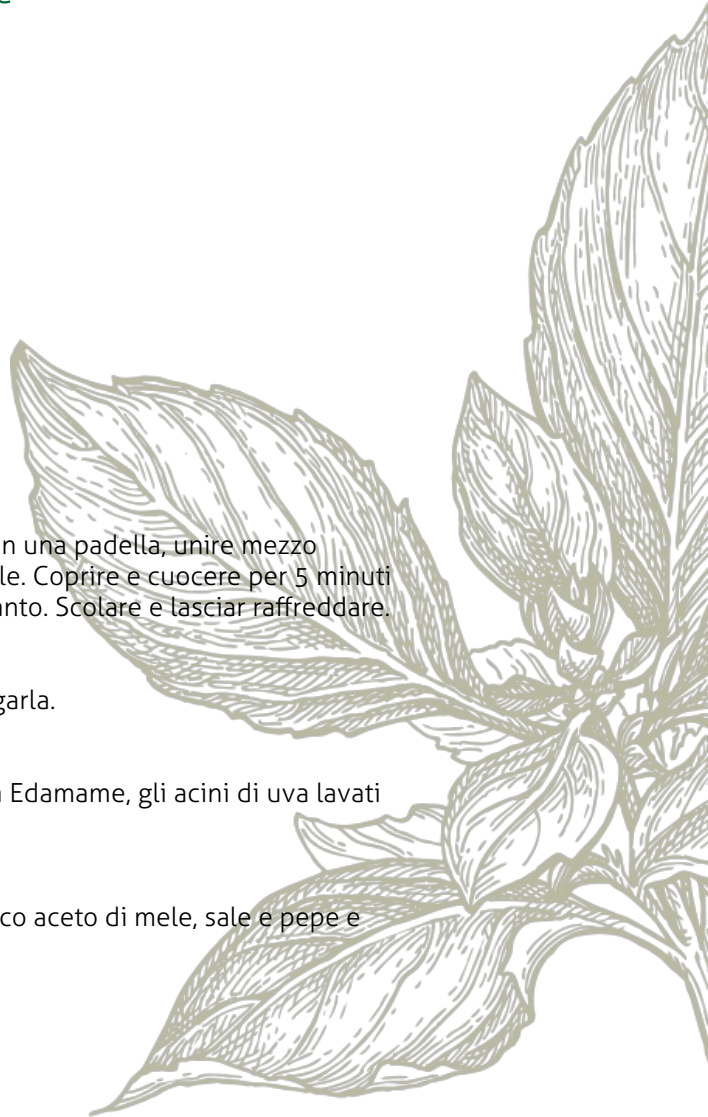 n una padella, unire mezzo
le. Coprire e cuocere per 5 minuti
anto. Scolare e lasciar raffreddare.
garla.
Edamame, gli acini di uva lavati
co aceto di mele, sale e pepe e